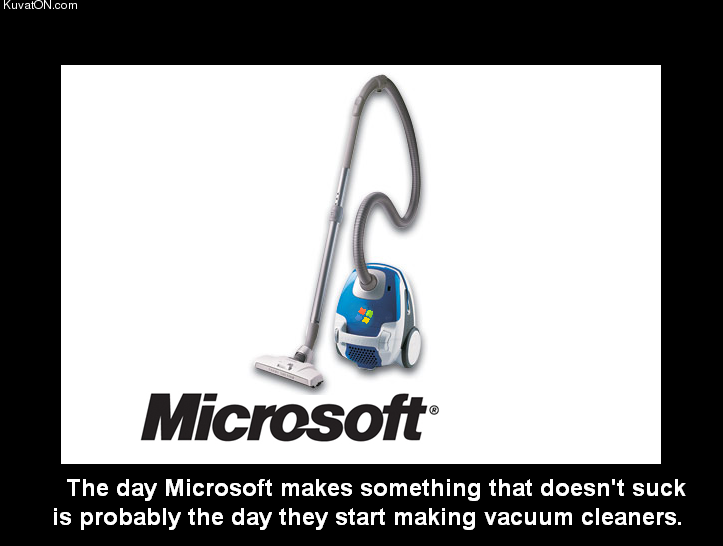 KuvatON.com
Microsoft®
The day Microsoft makes something that doesn't suck
is probably the day they start making vacuum cleaners.